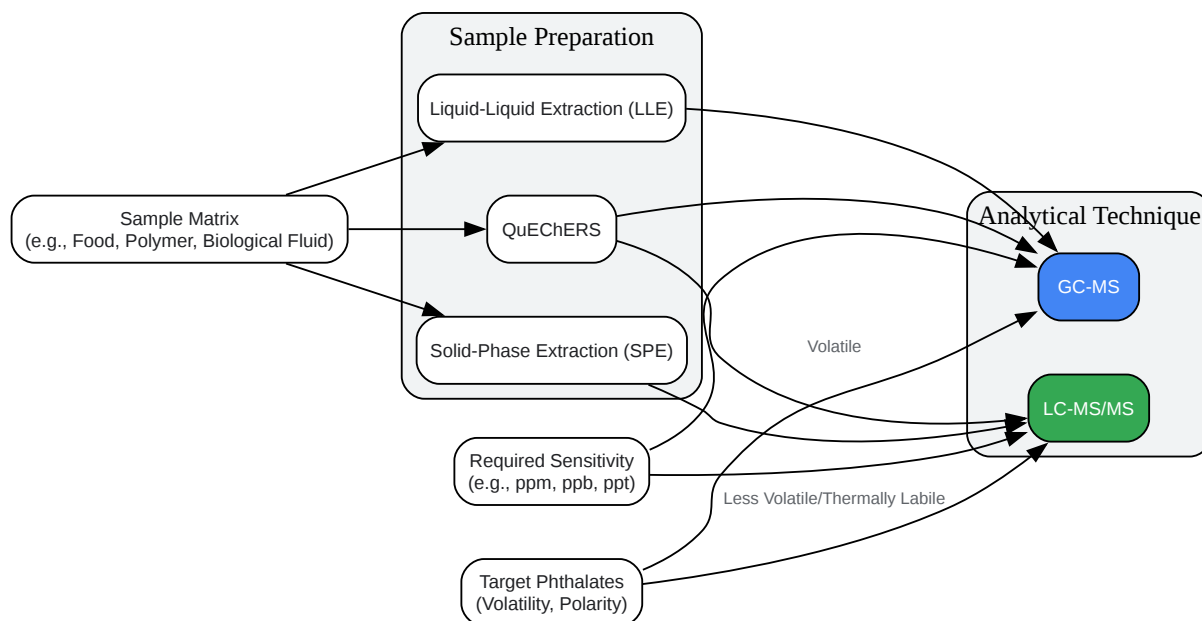 Sample Preparation
Liquid-Liquid Extraction (LLE)
Sample Matrix
(e.g., Food, Polymer, Biological Fluid)
QuEChERS
Solid-Phase Extraction (SPE)
Analytical Technique
GC-MS
LC-MS/MS
Volatile
Required Sensitivity
(e.g., ppm, ppb, ppt)
Less Volatile/Thermally Labile
Target Phthalates
(Volatility, Polarity)